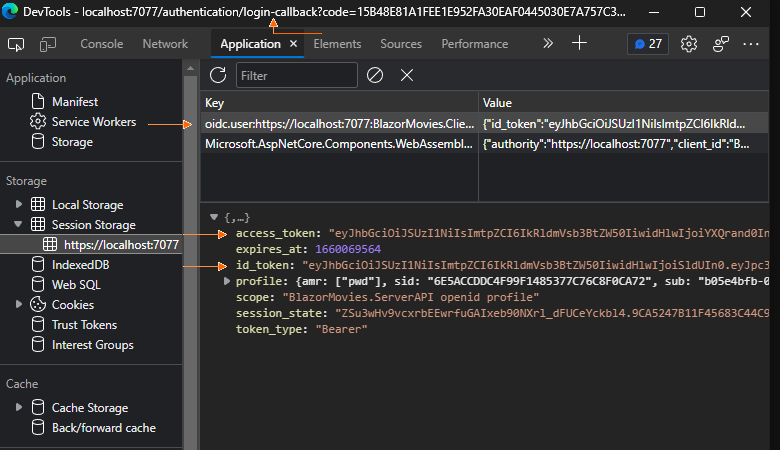 DevTools - localhost:7077/authentication/login-callback?code=15B48E81A1FEE1E952FA30EAF0445030E7A757C3...
Console Network Application Elements Sources Performance 27
Application
Manifest
Service Workers
Storage
Storage
Local Storage
Session Storage
https://localhost:7077
IndexedDB
Web SQL
Cookies
Trust Tokens
Interest Groups
Cache
Cache Storage
Back/forward cache
Filter
Key Value
oidc.user:https://localhost:7077:BlazorMovies.Clie... {"id_token":"eyJhbGciOiJSUzI1NiIsImtpZCI6IkRld...
Microsoft.AspNetCore.Components.WebAssembl... {"authority":"https://localhost:7077","client_id":"B...
{,…}
access_token: "eyJhbGciOiJSUzI1NiIsImtpZCI6IkRldmVsb3BtZW50IiwidHlwIjoiYXQrand0In
expires_at: 1660069564
id_token: "eyJhbGciOiJSUzI1NiIsImtpZCI6IkRldmVsb3BtZW50IiwidHlwIjoiSldUIn0.eyJpc3
profile: {amr: ["pwd"], sid: "6E5ACCDDC4F99F1485377C76C8F0CA72", sub: "b05e4bfb-0
scope: "BlazorMovies.ServerAPI openid profile"
session_state: "ZSu3wHv9vcxrbEEwrfuGAIxeb90NXrl_dFUCeYckbl4.9CA5247B11F45683C44C9
token_type: "Bearer"